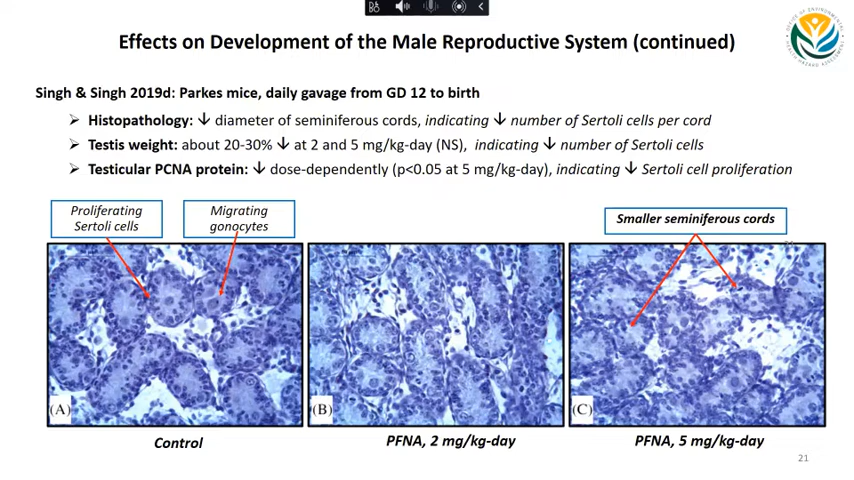 Effects on Development of the Male Reproductive System (continued)
Singh & Singh 2019d: Parkes mice, daily gavage from GD 12 to birth
➢ Histopathology: ↓ diameter of seminiferous cords, indicating ↓ number of Sertoli cells per cord
➢ Testis weight: about 20-30% ↓ at 2 and 5 mg/kg-day (NS), indicating ↓ number of Sertoli cells
➢ Testicular PCNA protein: ↓ dose-dependently (p<0.05 at 5 mg/kg-day), indicating ↓ Sertoli cell proliferation
Proliferating
Sertoli cells
Migrating
gonocytes
Smaller seminiferous cords
(A)
(B)
(C)
Control
PFNA, 2 mg/kg-day
PFNA, 5 mg/kg-day
21